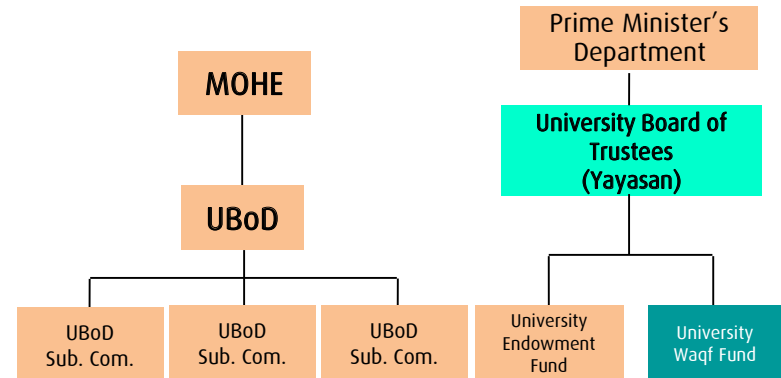 MOHE
UBoD
UBoD
Sub. Com.
UBoD
Sub. Com.
UBoD
Sub. Com.
Prime Minister’s
Department
University Board of
Trustees
(Yayasan)
University
Endowment
Fund
University
Waqf Fund